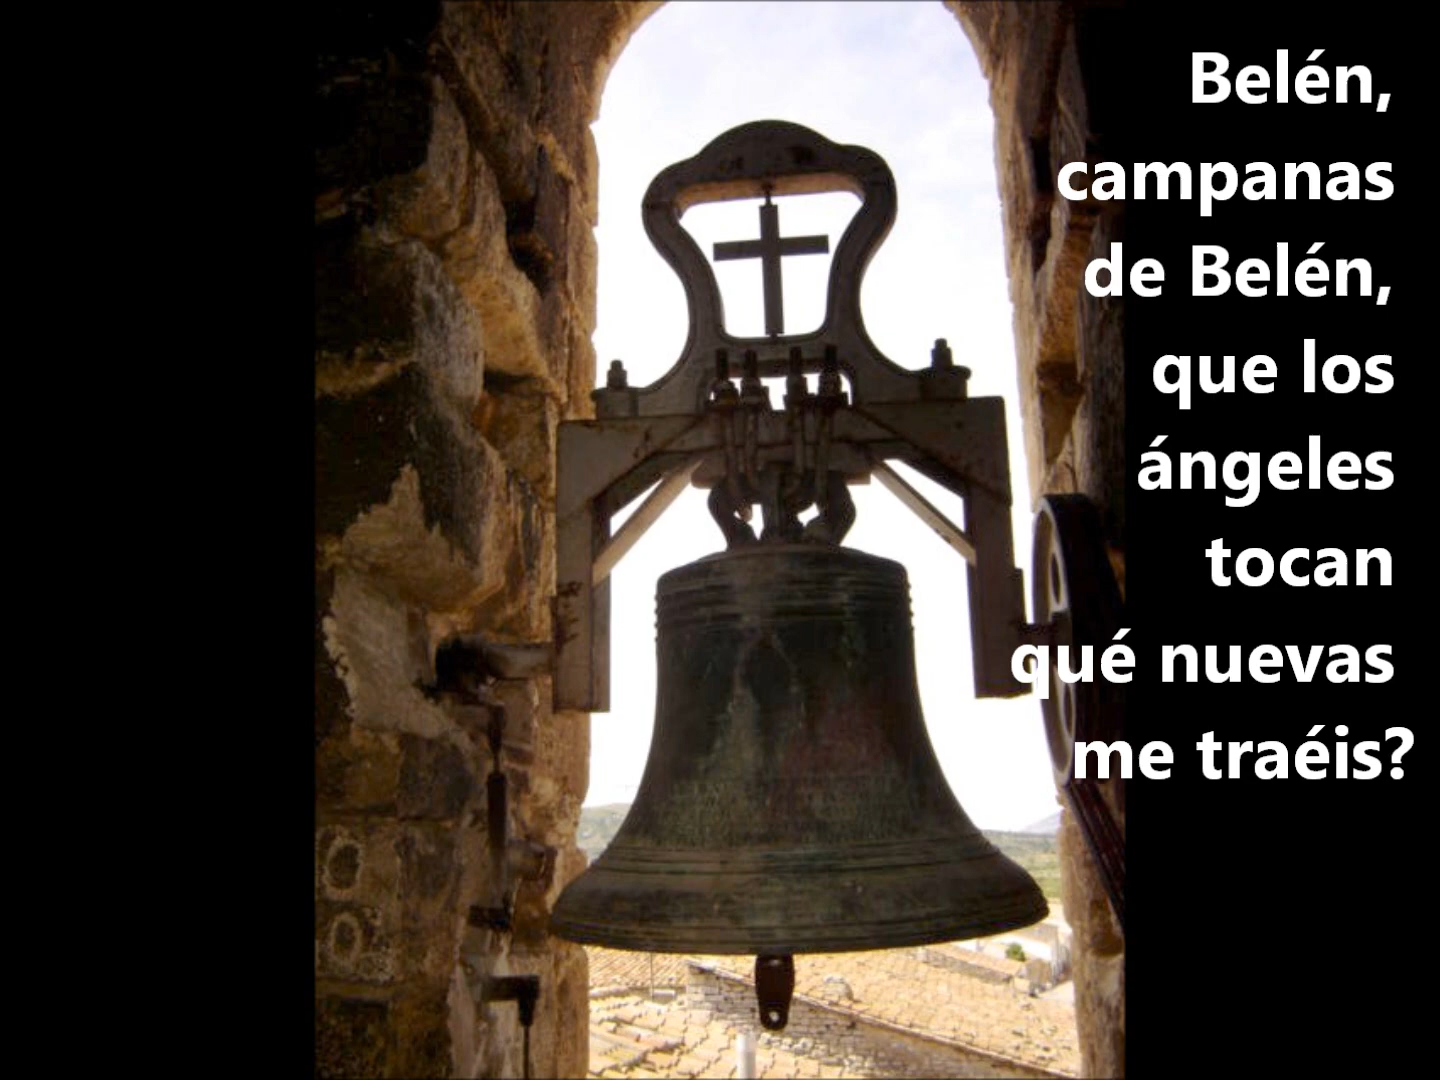 Belén,
campanas
de Belén,
que los
ángeles
tocan
qué nuevas
me traéis?